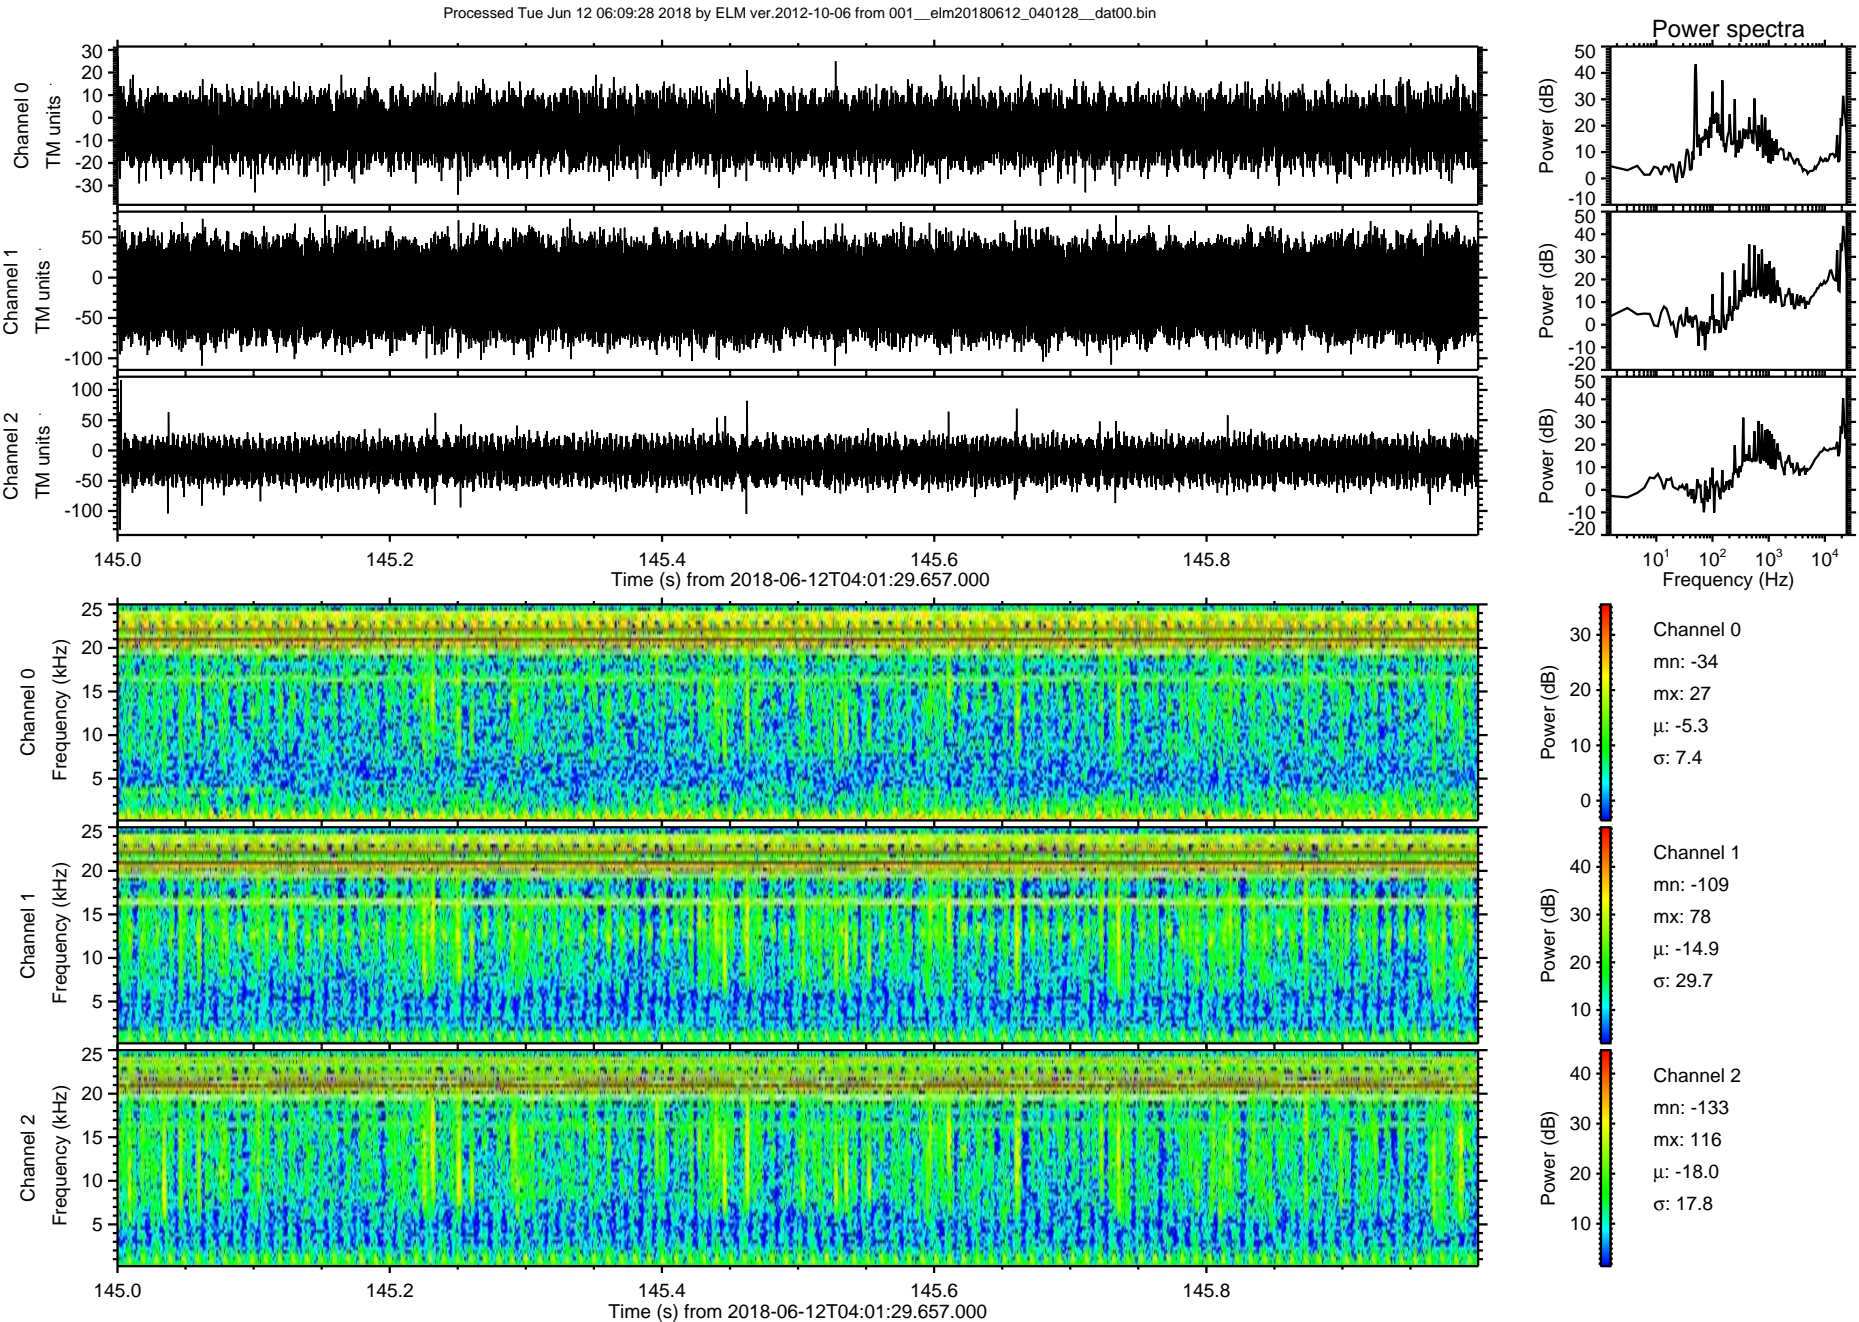 Processed Tue Jun 12 06:09:28 2018 by ELM ver.2012-10-06 from 001__elm20180612_040128__dat00.bin
Power spectra
Channel 0
TM units
30
20
10
0
-10
-20
-30
Power (dB)
50
40
30
20
10
0
-10
Channel 1
TM units
50
0
-50
-100
Power (dB)
50
40
30
20
10
0
-10
-20
Channel 2
TM units
100
50
0
-50
-100
Power (dB)
50
40
30
20
10
0
-10
-20
145.0 145.2 145.4 145.6 145.8
Time (s) from 2018-06-12T04:01:29.657.000
10¹ 10² 10³ 10⁴
Frequency (Hz)
Channel 0
Frequency (kHz)
25
20
15
10
5
Power (dB)
30
20
10
0
Channel 0
mn: -34
mx: 27
μ: -5.3
σ: 7.4
Channel 1
Frequency (kHz)
25
20
15
10
5
Power (dB)
40
30
20
10
Channel 1
mn: -109
mx: 78
μ: -14.9
σ: 29.7
Channel 2
Frequency (kHz)
25
20
15
10
5
Power (dB)
40
30
20
10
Channel 2
mn: -133
mx: 116
μ: -18.0
σ: 17.8
145.0 145.2 145.4 145.6 145.8
Time (s) from 2018-06-12T04:01:29.657.000